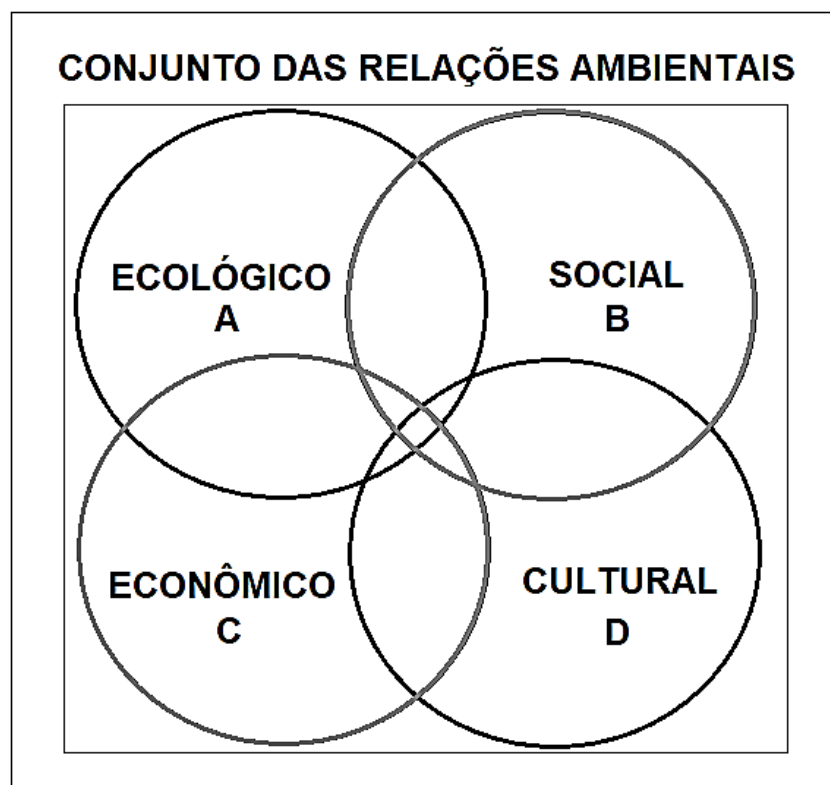 CONJUNTO DAS RELAÇÕES AMBIENTAIS
ECOLÓGICO
A
SOCIAL
B
ECONÔMICO
C
CULTURAL
D